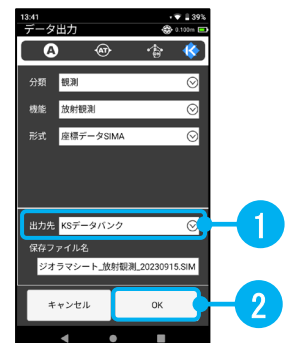 13:41
39%
データ出力
0.100m
A
AT
分類 観測
機能 放射観測
形式 座標データSIMA
出力先 KSデータバンク
1
保存ファイル名
ジオラマシート_放射観測_20230915.SIM
キャンセル OK
2